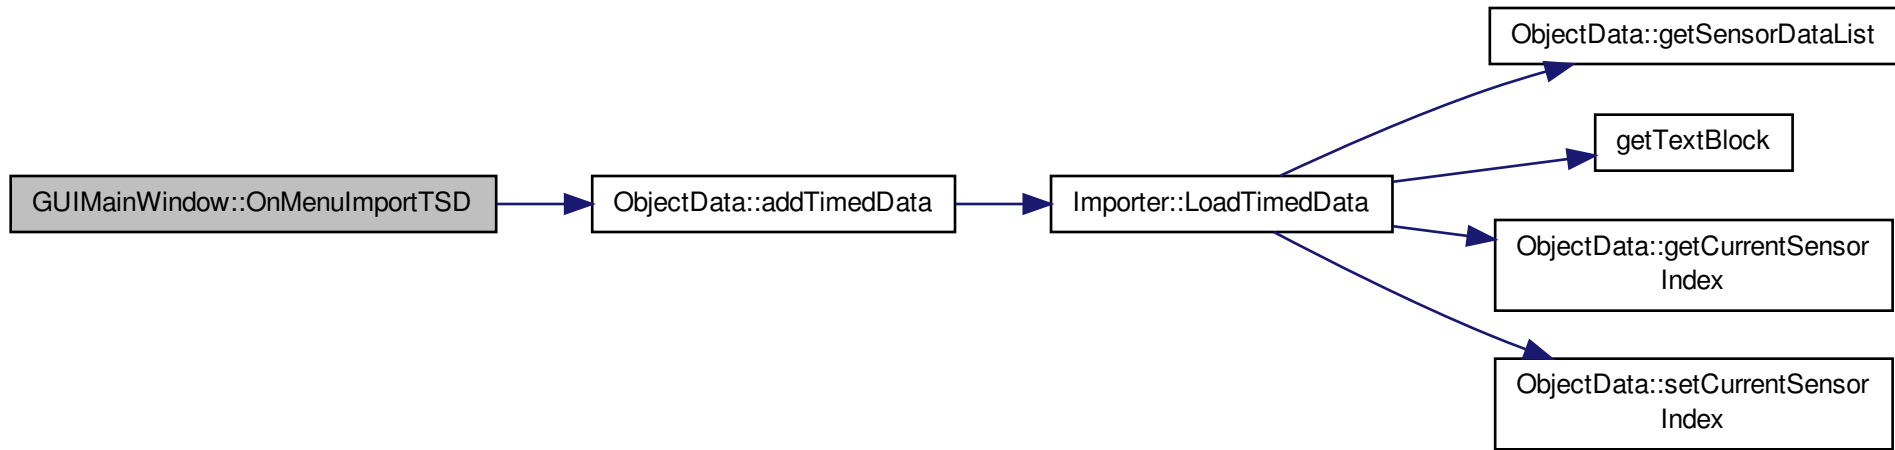 GUIMainWindow::OnMenuImportTSD
ObjectData::addTimedData
Importer::LoadTimedData
ObjectData::getSensorDataList
getTextBlock
ObjectData::getCurrentSensor
Index
ObjectData::setCurrentSensor
Index